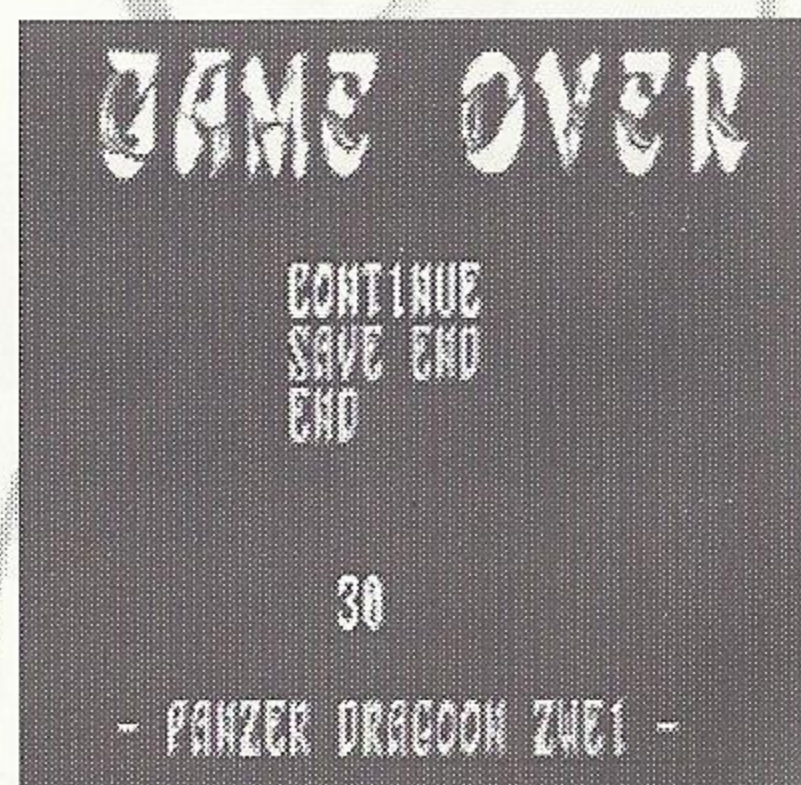 GAME OVER
CONTINUE
SAVE END
END
30
- PANZER DRAGOON ZWEI -